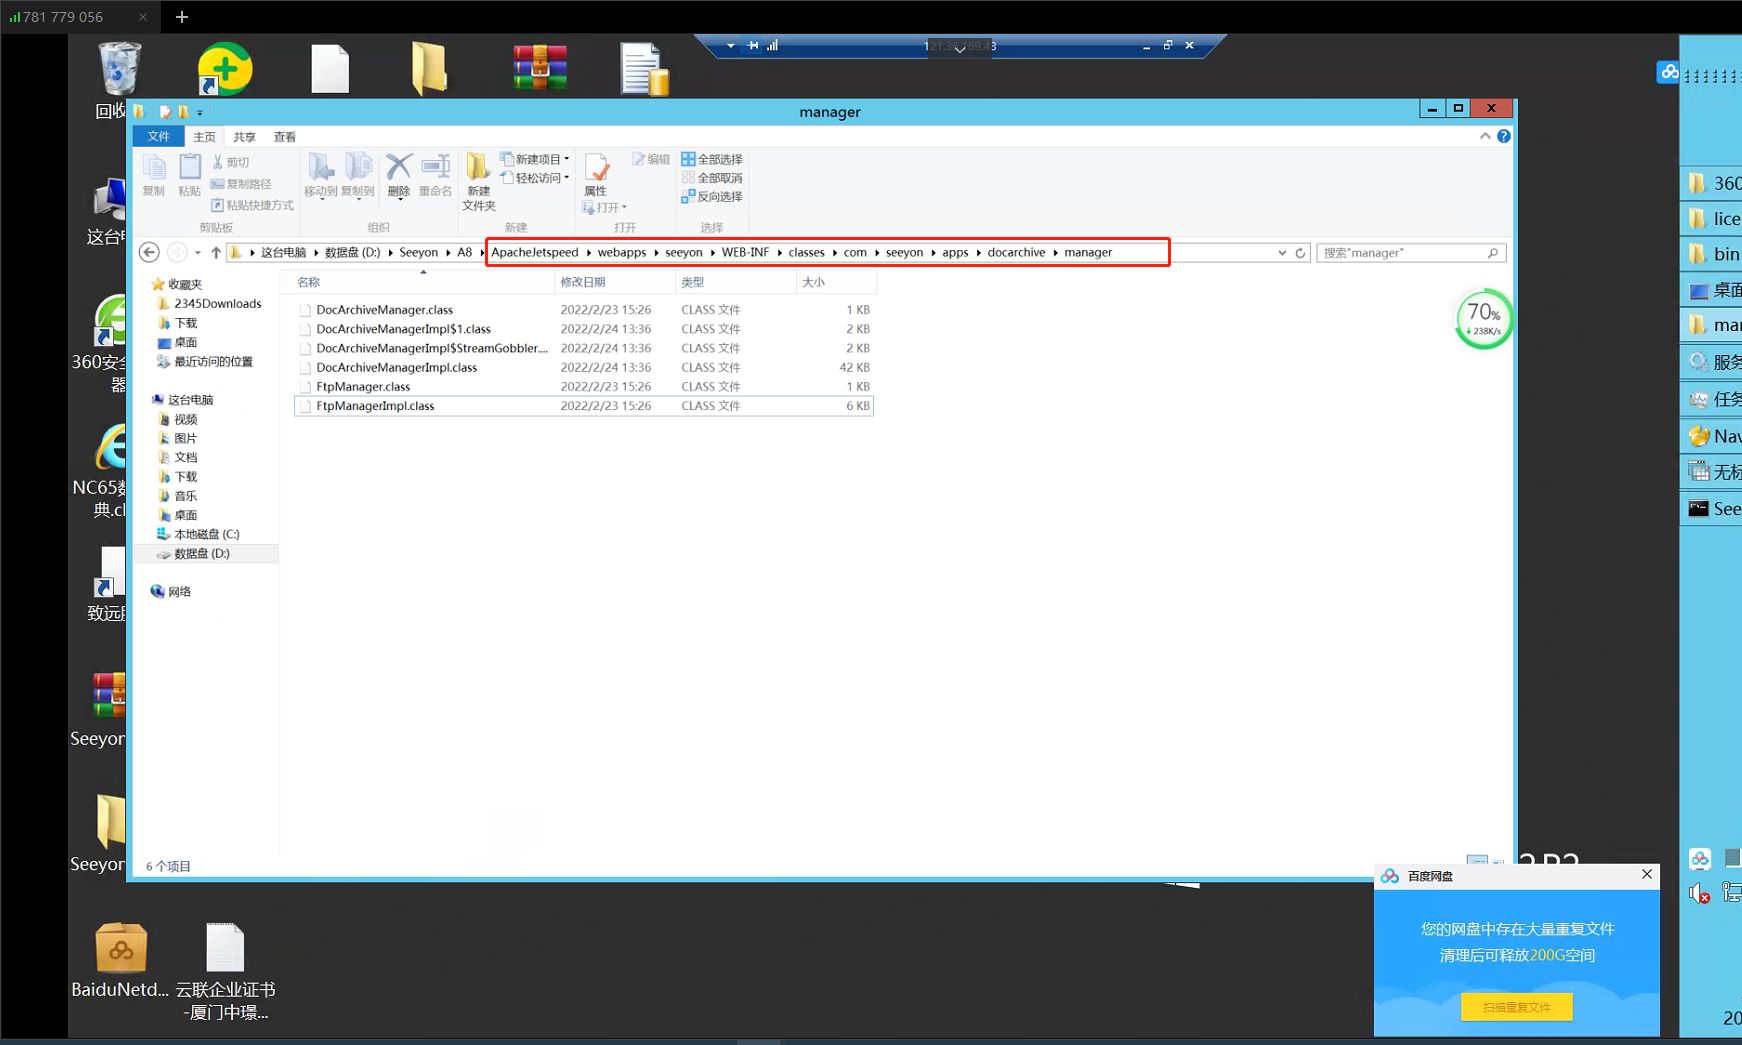 781 779 056
manager
文件 主页 共享 查看
复制 粘贴 剪切 复制路径 粘贴快捷方式
移动到 复制到 删除 重命名
新建文件夹 新建项目 轻松访问
属性 打开 编辑
全部选择 全部取消 反向选择
剪贴板 组织 新建 打开 选择
这台电脑 数据盘 (D:) Seeyon A8 ApacheJetspeed webapps seeyon WEB-INF classes com seeyon apps docarchive manager
搜索"manager"
名称 修改日期 类型 大小
DocArchiveManager.class 2022/2/23 15:26 CLASS 文件 1 KB
DocArchiveManagerImpl$1.class 2022/2/24 13:36 CLASS 文件 2 KB
DocArchiveManagerImpl$StreamGobbler.... 2022/2/24 13:36 CLASS 文件 2 KB
DocArchiveManagerImpl.class 2022/2/24 13:36 CLASS 文件 42 KB
FtpManager.class 2022/2/23 15:26 CLASS 文件 1 KB
FtpManagerImpl.class 2022/2/23 15:26 CLASS 文件 6 KB
收藏夹
2345Downloads
下载
桌面
最近访问的位置
这台电脑
视频
图片
文档
下载
音乐
桌面
本地磁盘 (C:)
数据盘 (D:)
网络
6 个项目
回收
这台电
360安全
器
NC65数
典.cl
致远
Seeyon
Seeyon
BaiduNetd...
云联企业证书
-厦门中璟...
70%
238K/s
360
lice
bin
桌面
mar
服务
任务
Nav
无标
See
百度网盘
您的网盘中存在大量重复文件
清理后可释放200G空间
扫描重复文件
20